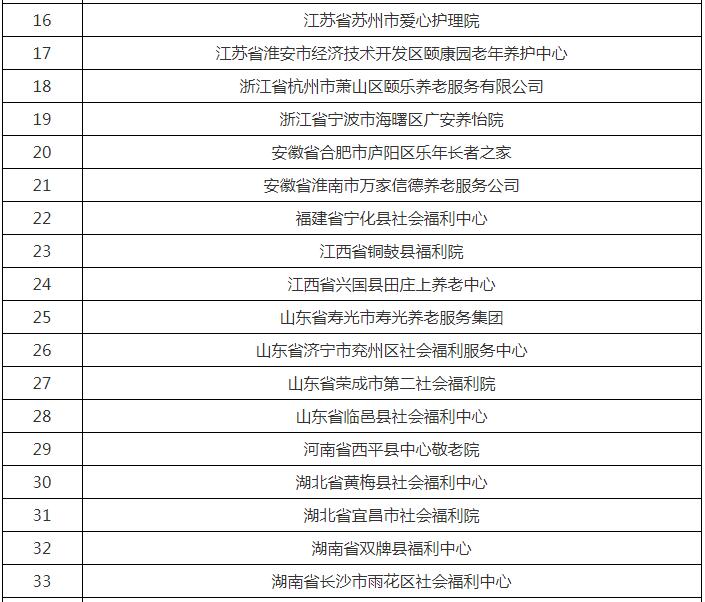 16 江苏省苏州市爱心护理院
17 江苏省淮安市经济技术开发区颐康园老年养护中心
18 浙江省杭州市萧山区颐乐养老服务有限公司
19 浙江省宁波市海曙区广安养怡院
20 安徽省合肥市庐阳区乐年长者之家
21 安徽省淮南市万家信德养老服务公司
22 福建省宁化县社会福利中心
23 江西省铜鼓县福利院
24 江西省兴国县田庄上养老中心
25 山东省寿光市寿光养老服务集团
26 山东省济宁市兖州区社会福利服务中心
27 山东省荣成市第二社会福利院
28 山东省临邑县社会福利中心
29 河南省西平县中心敬老院
30 湖北省黄梅县社会福利中心
31 湖北省宜昌市社会福利院
32 湖南省双牌县福利中心
33 湖南省长沙市雨花区社会福利中心